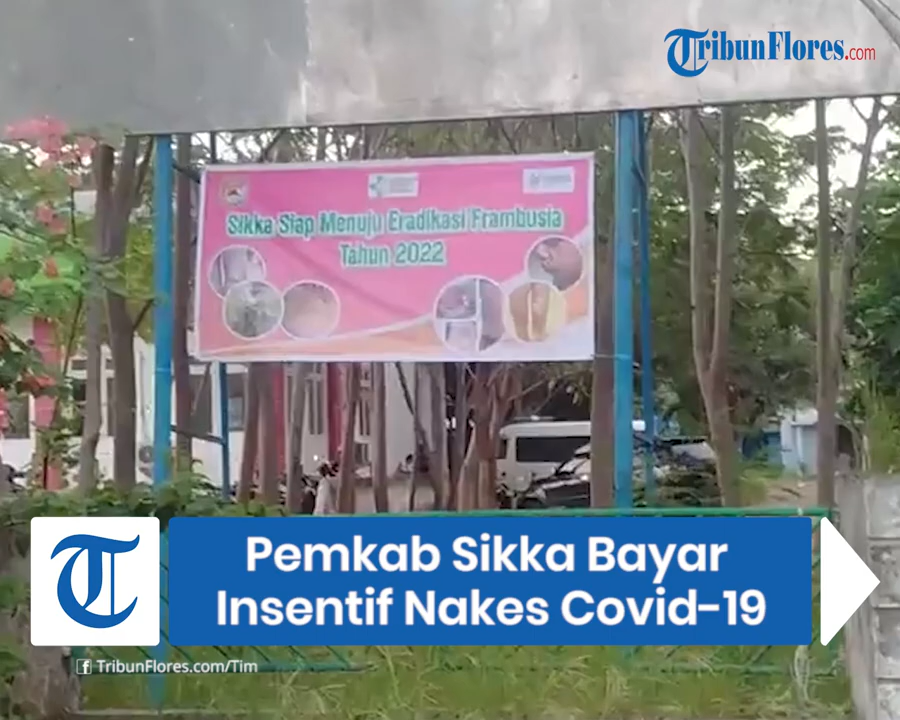 TribunFlores.com
Sikka Siap Menuju Eradikasi Frambusia
Tahun 2022
Pemkab Sikka Bayar
Insentif Nakes Covid-19
TribunFlores.com/Tim